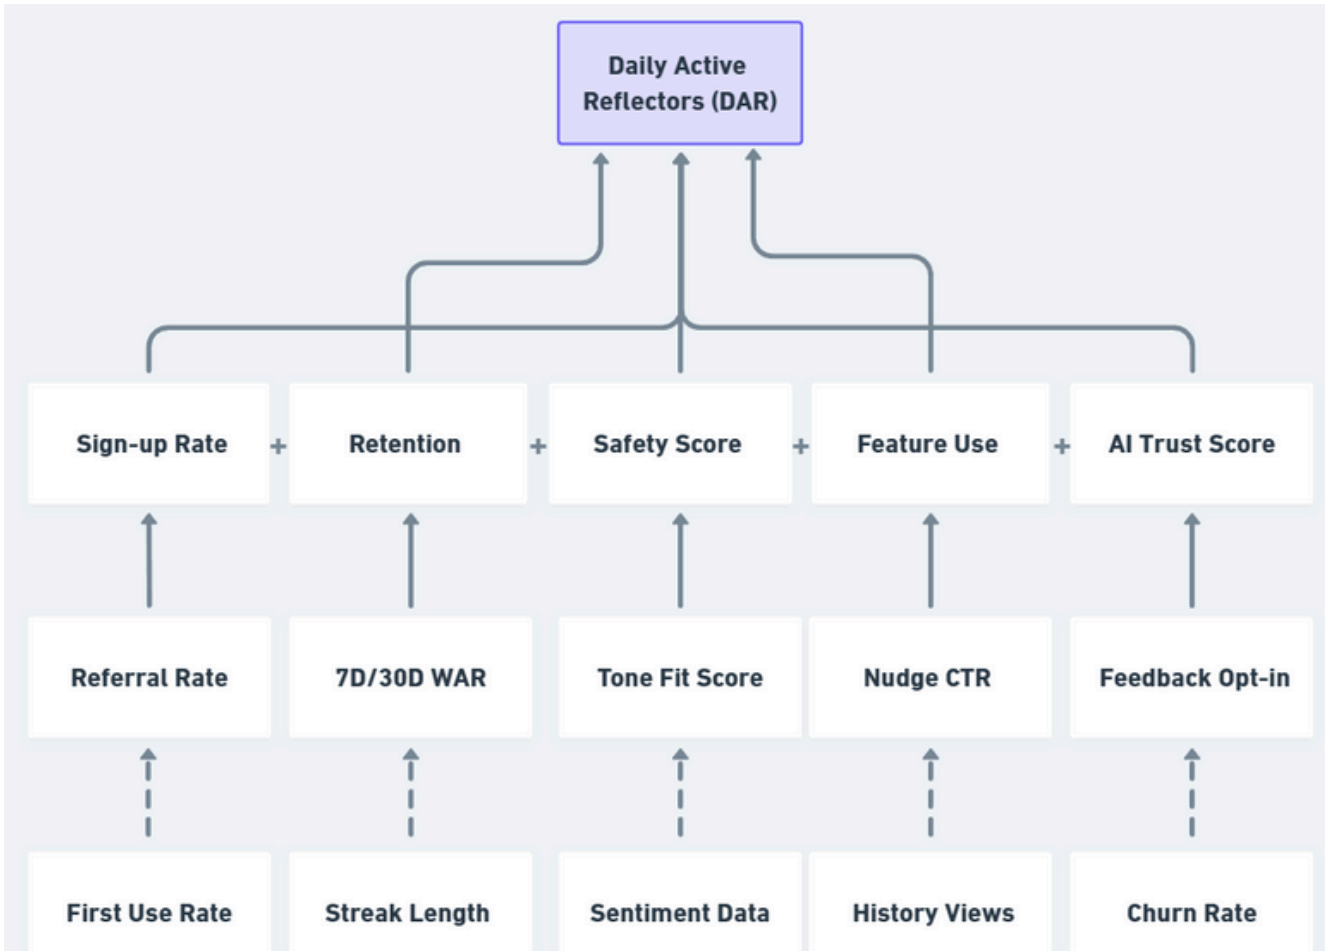 Daily Active
Reflectors (DAR)
Sign-up Rate + Retention + Safety Score + Feature Use + AI Trust Score
Referral Rate 7D/30D WAR Tone Fit Score Nudge CTR Feedback Opt-in
First Use Rate Streak Length Sentiment Data History Views Churn Rate